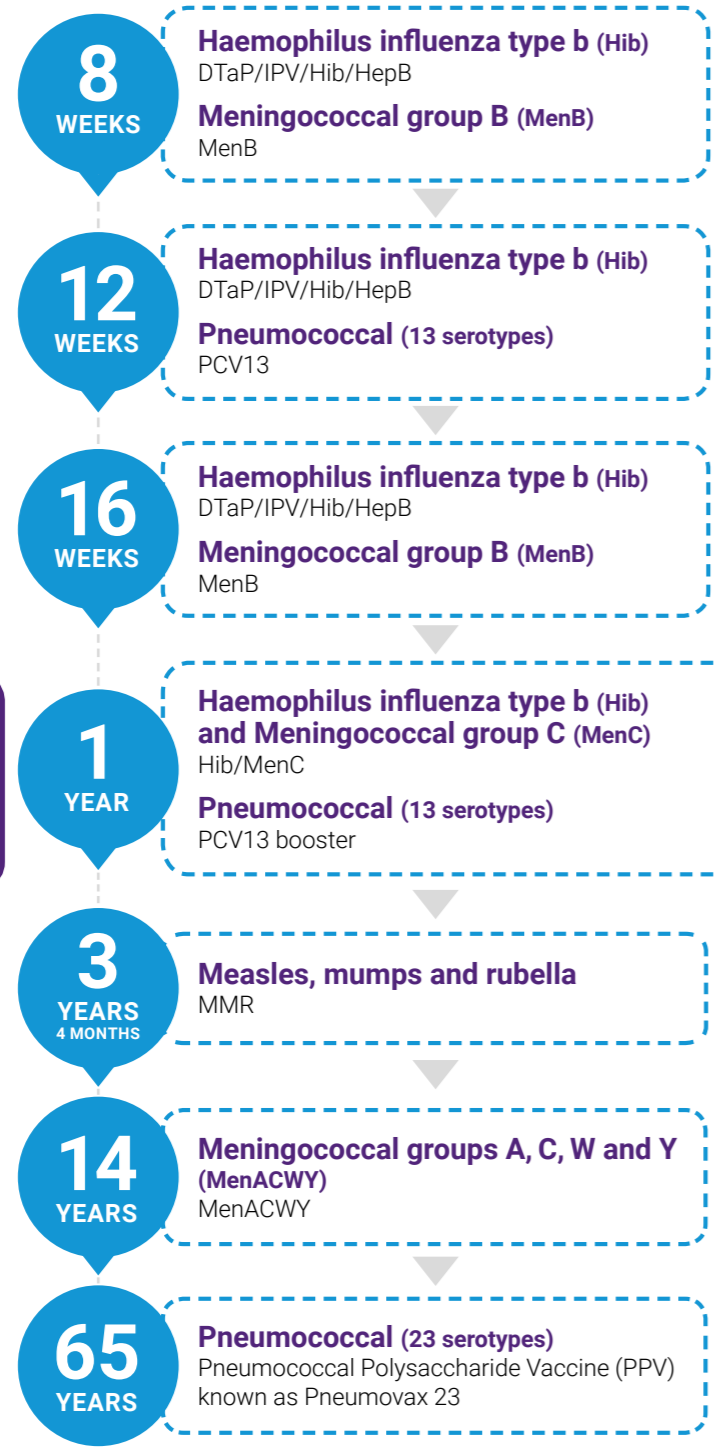 8
WEEKS
Haemophilus influenza type b (Hib)
DTaP/IPV/Hib/HepB
Meningococcal group B (MenB)
MenB
12
WEEKS
Haemophilus influenza type b (Hib)
DTaP/IPV/Hib/HepB
Pneumococcal (13 serotypes)
PCV13
16
WEEKS
Haemophilus influenza type b (Hib)
DTaP/IPV/Hib/HepB
Meningococcal group B (MenB)
MenB
1
YEAR
Haemophilus influenza type b (Hib)
and Meningococcal group C (MenC)
Hib/MenC
Pneumococcal (13 serotypes)
PCV13 booster
3
YEARS
4 MONTHS
Measles, mumps and rubella
MMR
14
YEARS
Meningococcal groups A, C, W and Y
(MenACWY)
MenACWY
65
YEARS
Pneumococcal (23 serotypes)
Pneumococcal Polysaccharide Vaccine (PPV)
known as Pneumovax 23